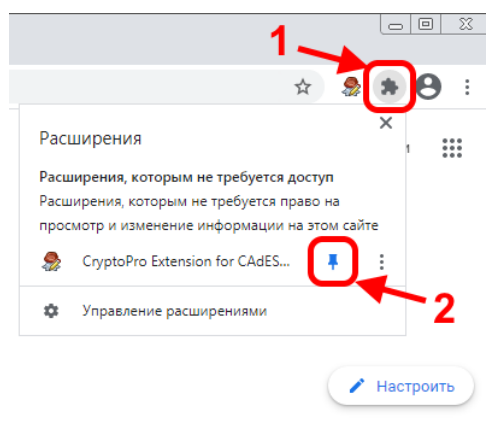 1
Расширения
Расширения, которым не требуется доступ
Расширения, которым не требуется право на
просмотр и изменение информации на этом сайте
CryptoPro Extension for CAdES...
2
Управление расширениями
Настроить